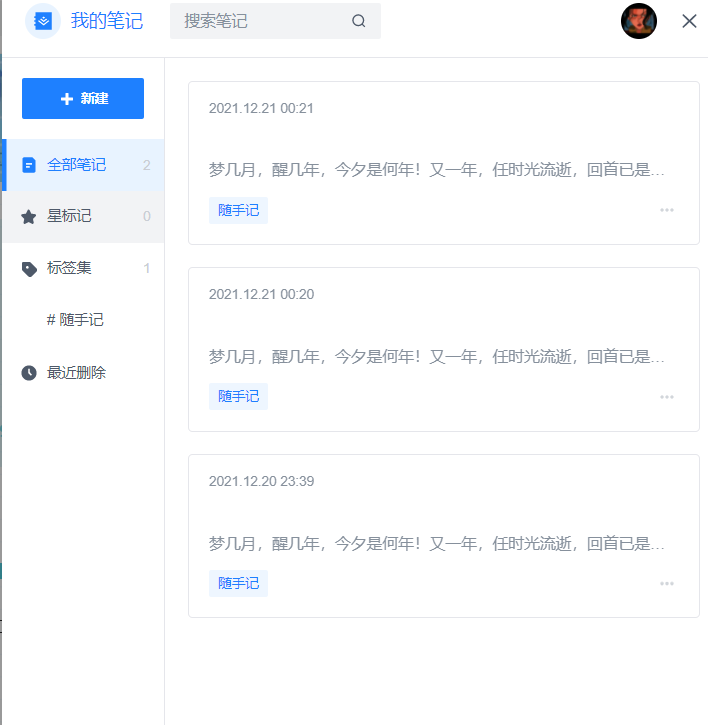 我的笔记
搜索笔记
新建
全部笔记 2
星标记 0
标签集 1
# 随手记
最近删除
2021.12.21 00:21
梦几月，醒几年，今夕是何年！又一年，任时光流逝，回首已是...
随手记
2021.12.21 00:20
梦几月，醒几年，今夕是何年！又一年，任时光流逝，回首已是...
随手记
2021.12.20 23:39
梦几月，醒几年，今夕是何年！又一年，任时光流逝，回首已是...
随手记